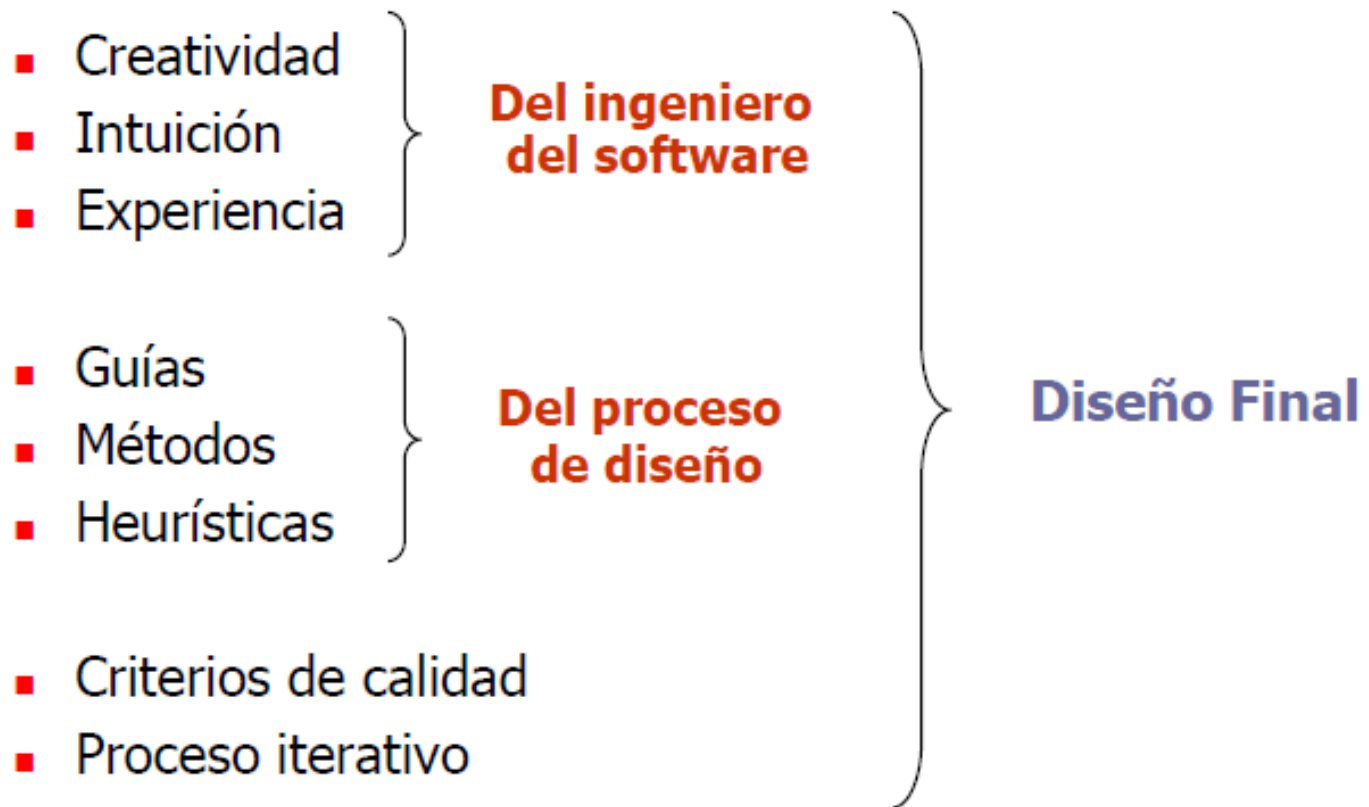 Creatividad
Intuición
Experiencia
Del ingeniero
del software
Guías
Métodos
Heurísticas
Del proceso
de diseño
Criterios de calidad
Proceso iterativo
Diseño Final